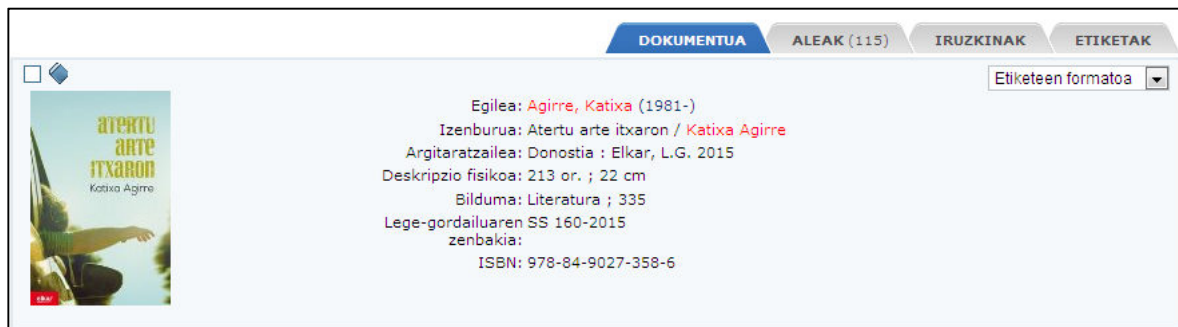 DOKUMENTUA ALEAK (115) IRUZKINAK ETIKETAK
Etiketeen formatoa
ATERTU
ARTE
ITXARON
Katixa Agirre
elkar
Egilea: Agirre, Katixa (1981-)
Izenburua: Atertu arte itxaron / Katixa Agirre
Argitaratzailea: Donostia : Elkar, L.G. 2015
Deskripzio fisikoa: 213 or. ; 22 cm
Bilduma: Literatura ; 335
Lege-gordailuaren SS 160-2015
zenbakia:
ISBN: 978-84-9027-358-6